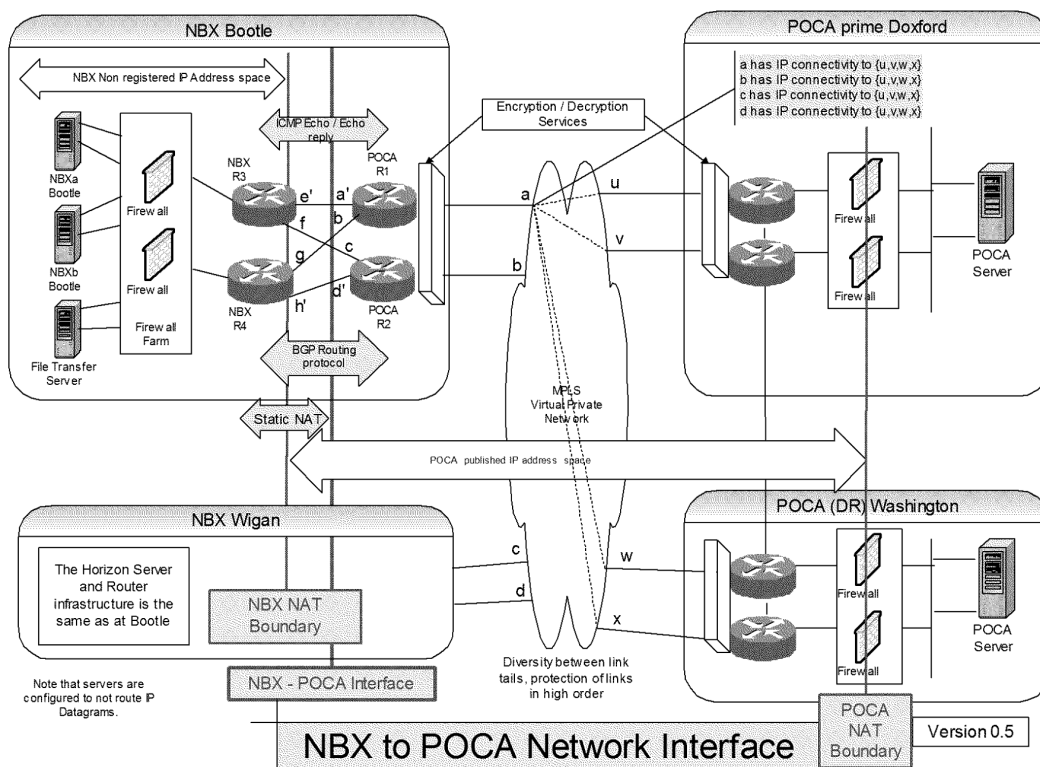 NBX Bootle
POCA prime Doxford
NBX Non registered IP Address space
a has IP connectivity to {u,v,w,x}
b has IP connectivity to {u,v,w,x}
c has IP connectivity to {u,v,w,x}
d has IP connectivity to {u,v,w,x}
Encryption / Decryption
Services
ICMP Echo / Echo
reply
NBXa
Bootle
NBX
R3
POCA
R1
Firewall
e'
a'
f
b
a
u
v
NBXb
Bootle
g
c
b
Firewall
h'
d'
NBX
R4
POCA
R2
Firewall
Firewall
POCA
Server
File Transfer
Server
Firewall
Farm
BGP Routing
protocol
MPLS
Virtual Private
Network
Static NAT
POCA published IP address space
NBX Wigan
POCA (DR) Washington
The Horizon Server
and Router
infrastructure is the
same as at Bootle
NBX NAT
Boundary
c
d
w
x
Firewall
Firewall
POCA
Server
Note that servers are
configured to not route IP
Datagrams.
NBX - POCA Interface
Diversity between link
tails, protection of links
in high order
NBX to POCA Network Interface
POCA
NAT
Boundary
Version 0.5